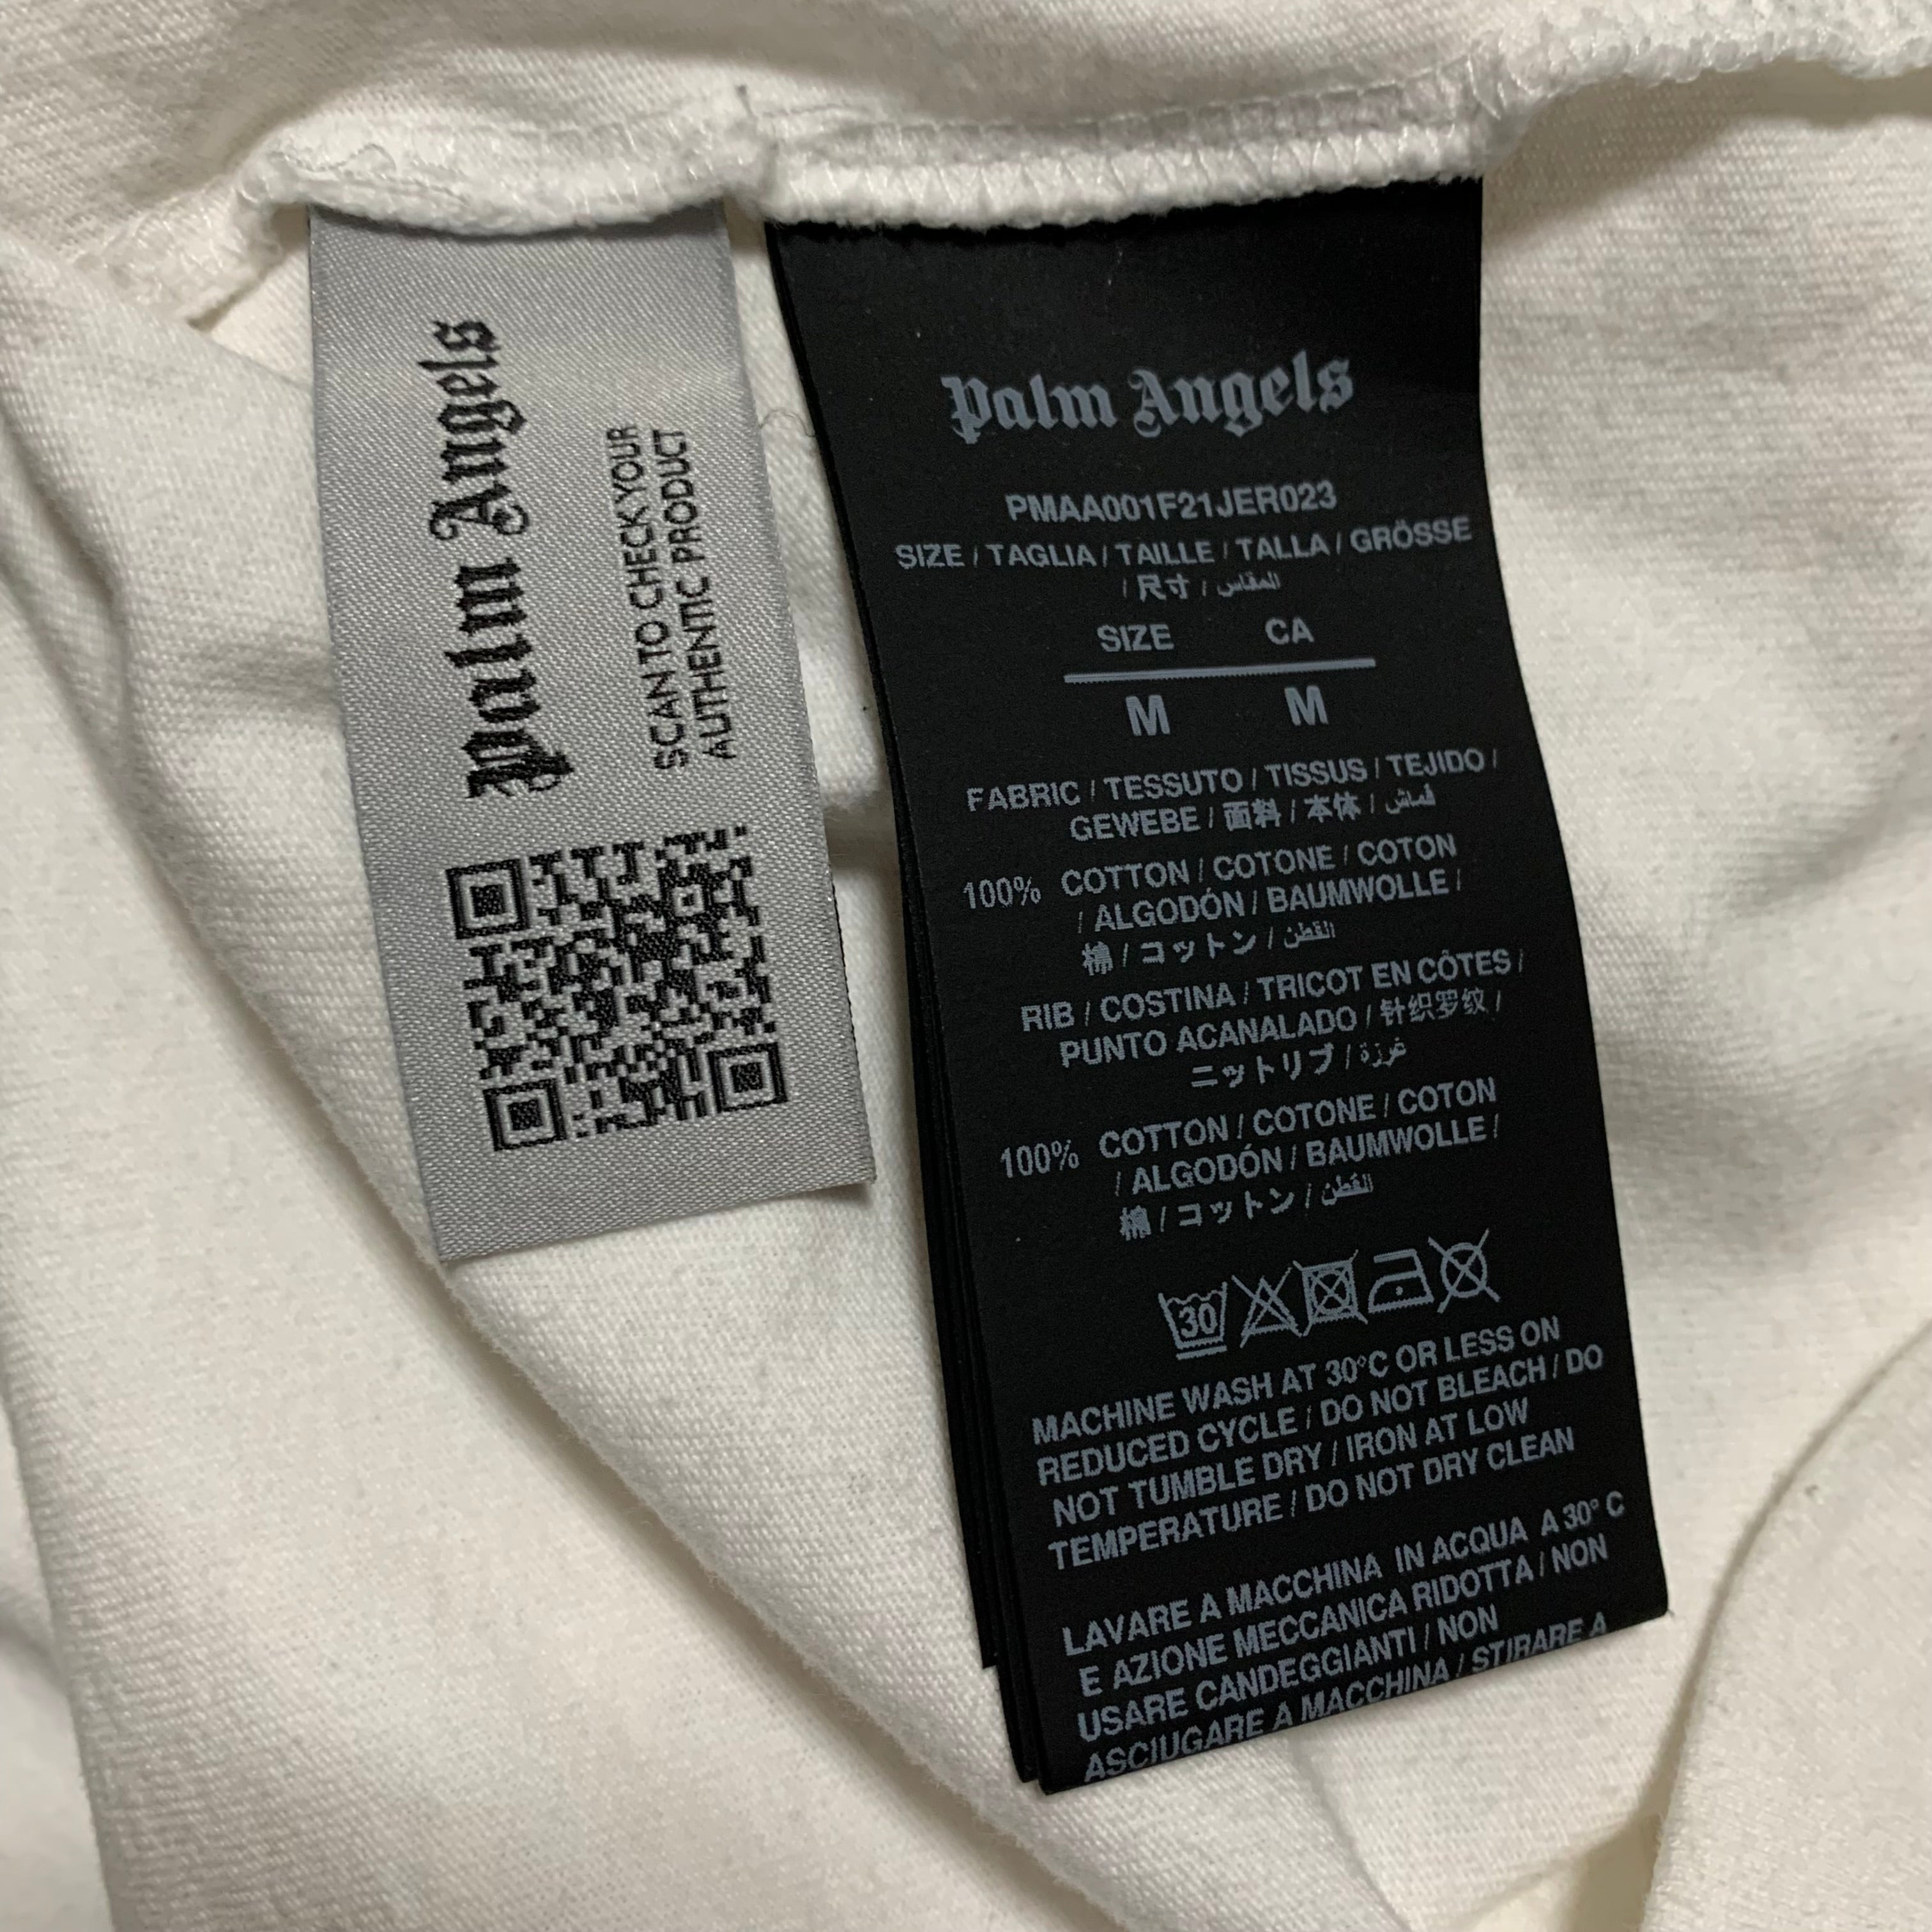 Palm Angels
SCAN TO CHECK YOUR
AUTHENTIC PRODUCT
Palm Angels
PMAA001F21JER023
SIZE / TAGLIA / TAILLE / TALLA / GRÖSSE
/ 尺寸 / المقاس
SIZE CA
M M
FABRIC / TESSUTO / TISSUS / TEJIDO /
GEWEBE / 面料 / 本体 / قماش
100% COTTON / COTONE / COTON
/ ALGODÓN / BAUMWOLLE /
棉 / コットン / القطن
RIB / COSTINA / TRICOT EN CÔTES /
PUNTO ACANALADO / 针织罗纹 /
ニットリブ / غرزة
100% COTTON / COTONE / COTON
/ ALGODÓN / BAUMWOLLE /
棉 / コットン / القطن
30
MACHINE WASH AT 30°C OR LESS ON
REDUCED CYCLE / DO NOT BLEACH / DO
NOT TUMBLE DRY / IRON AT LOW
TEMPERATURE / DO NOT DRY CLEAN
LAVARE A MACCHINA IN ACQUA A 30° C
E AZIONE MECCANICA RIDOTTA / NON
USARE CANDEGGIANTI / NON
ASCIUGARE A MACCHINA / STIRARE A